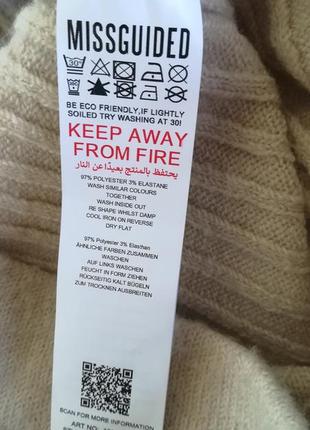 MISSGUIDED
30°
BE ECO FRIENDLY, IF LIGHTLY
SOILED TRY WASHING AT 30!
KEEP AWAY
FROM FIRE
يحتفظ بالمنتج بعيدًا عن النار
97% POLYESTER 3% ELASTANE
WASH SIMILAR COLOURS
TOGETHER
WASH INSIDE OUT
RE SHAPE WHILST DAMP
COOL IRON ON REVERSE
DRY FLAT
97% Polyester 3% Elasthan
ÄHNLICHE FARBEN ZUSAMMEN
WASCHEN
AUF LINKS WASCHEN
FEUCHT IN FORM ZIEHEN
RÜCKSEITIG KALT BÜGELN
ZUM TROCKNEN AUSBREITEN
SCAN FOR MORE INFORMATION
ART NO.